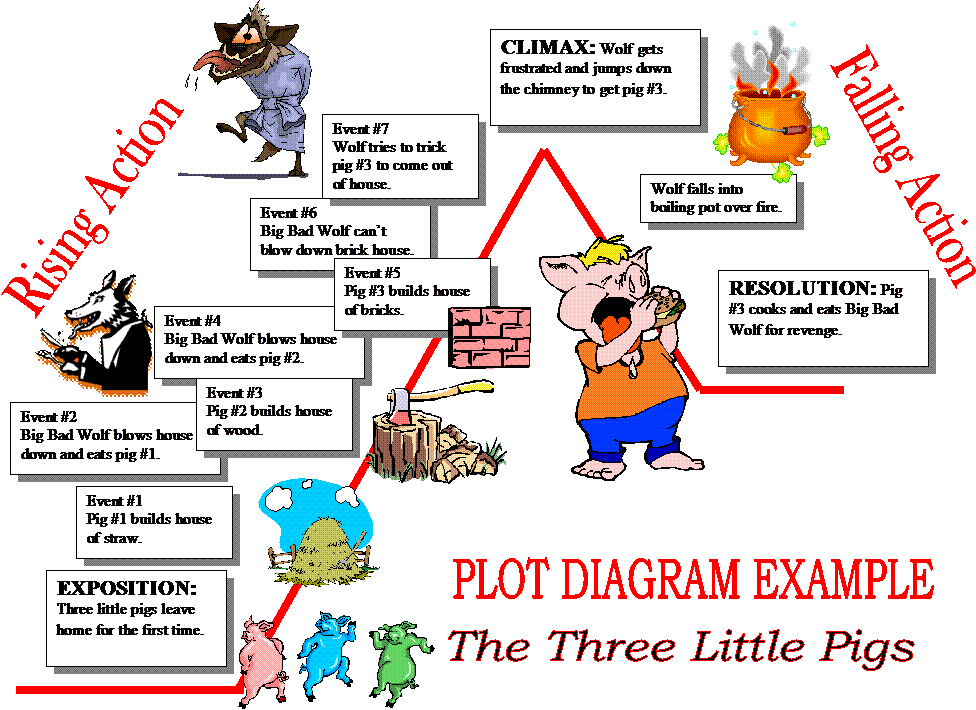 Rising Action
Event #7
Wolf tries to trick
pig #3 to come out
of house.
Event #6
Big Bad Wolf can't
blow down brick house.
Event #5
Pig #3 builds house
of bricks.
Event #4
Big Bad Wolf blows house
down and eats pig #2.
Event #3
Pig #2 builds house
of wood.
Event #2
Big Bad Wolf blows house
down and eats pig #1.
Event #1
Pig #1 builds house
of straw.
EXPOSITION:
Three little pigs leave
home for the first time.
CLIMAX: Wolf gets
frustrated and jumps down
the chimney to get pig #3.
Falling Action
Wolf falls into
boiling pot over fire.
RESOLUTION: Pig
#3 cooks and eats Big Bad
Wolf for revenge.
PLOT DIAGRAM EXAMPLE
The Three Little Pigs